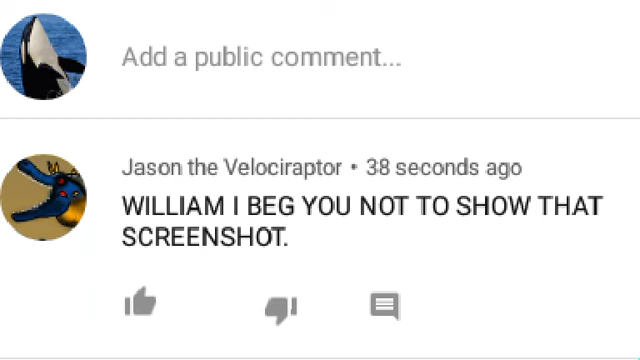 Add a public comment...
Jason the Velociraptor • 38 seconds ago
WILLIAM I BEG YOU NOT TO SHOW THAT
SCREENSHOT.